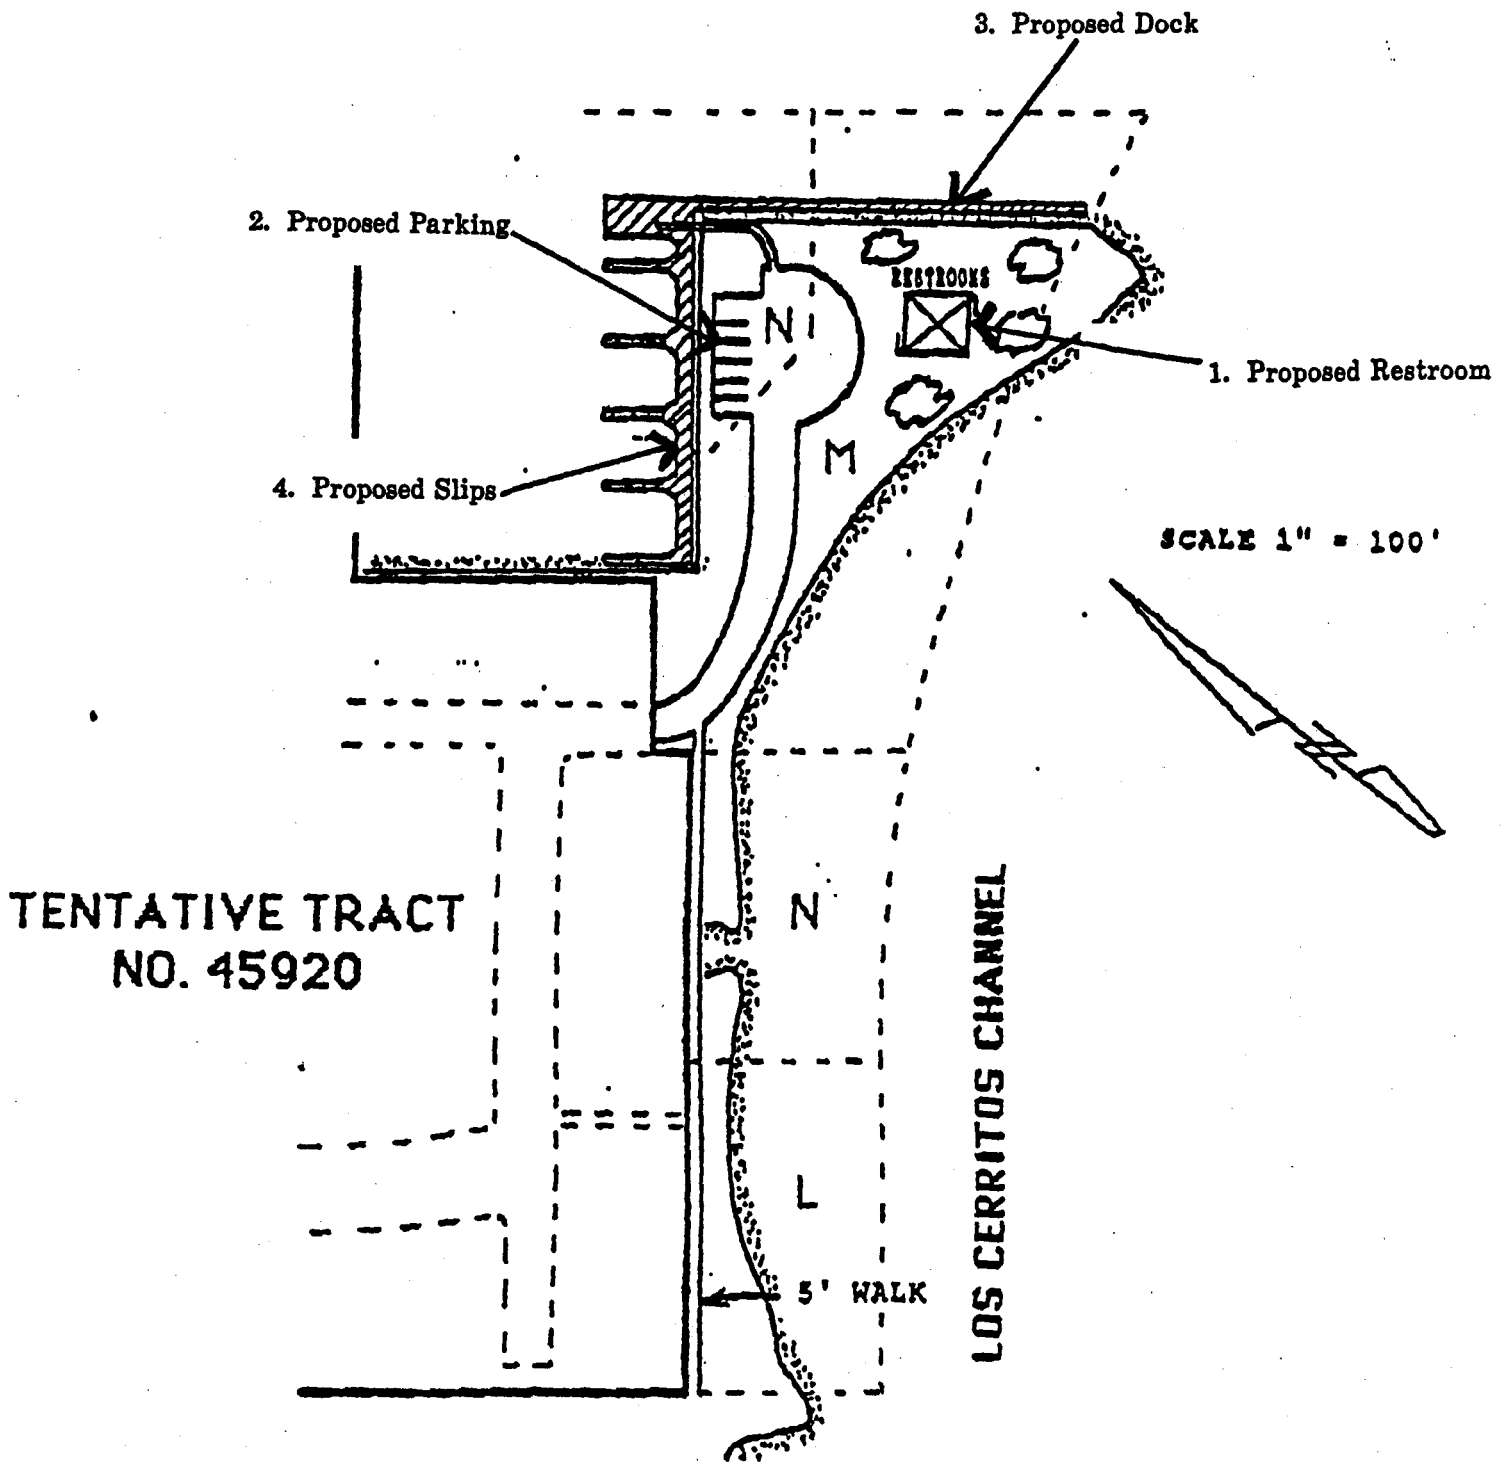 3. Proposed Dock
2. Proposed Parking
RESTROOMS
N
1. Proposed Restroom
M
4. Proposed Slips
SCALE 1" = 100'
TENTATIVE TRACT
NO. 45920
N
LOS CERRITOS CHANNEL
L
5' WALK